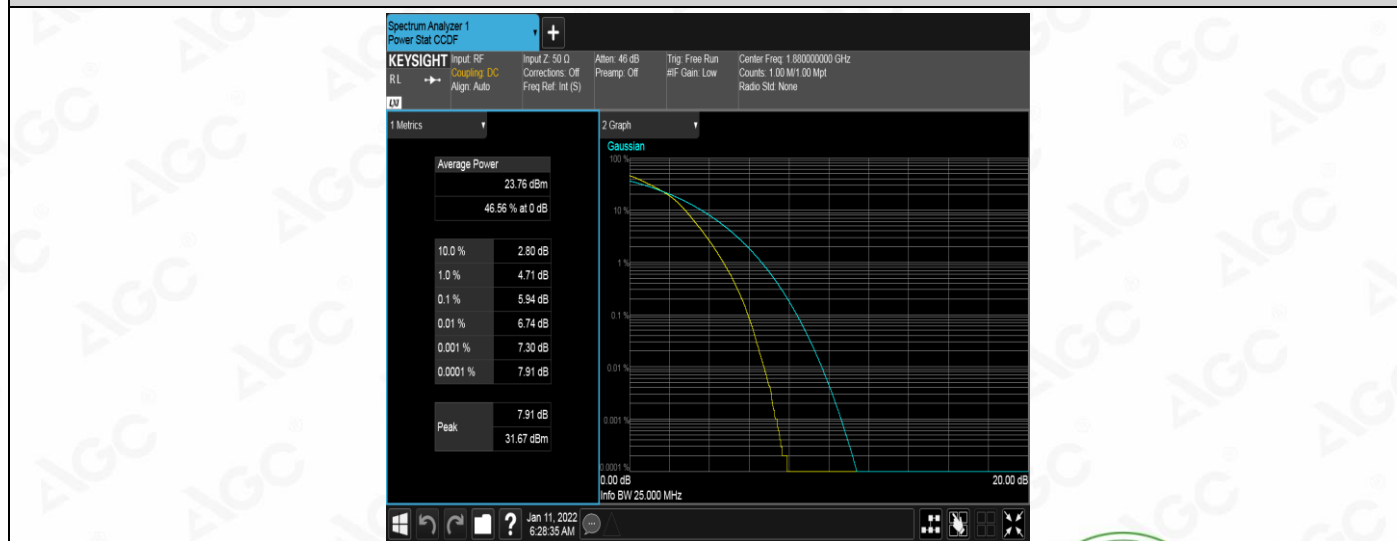 Spectrum Analyzer 1
Power Stat CCDF
+
KEYSIGHT Input: RF Input Z: 50 Ω Atten: 46 dB Trig: Free Run Center Freq: 1.880000000 GHz
RL Coupling: DC Corrections: Off Preamp: Off #IF Gain: Low Counts: 1.00 M/1.00 Mpt
Align: Auto Freq Ref: Int (S) Radio Std: None
LXI
1 Metrics
Average Power
23.76 dBm
46.56 % at 0 dB
10.0 % 2.80 dB
1.0 % 4.71 dB
0.1 % 5.94 dB
0.01 % 6.74 dB
0.001 % 7.30 dB
0.0001 % 7.91 dB
Peak 7.91 dB
31.67 dBm
2 Graph
Gaussian
100 %
10 %
1 %
0.1 %
0.01 %
0.001 %
0.0001 %
0.00 dB 20.00 dB
Info BW 25.000 MHz
? Jan 11, 2022
6:28:35 AM
AGC